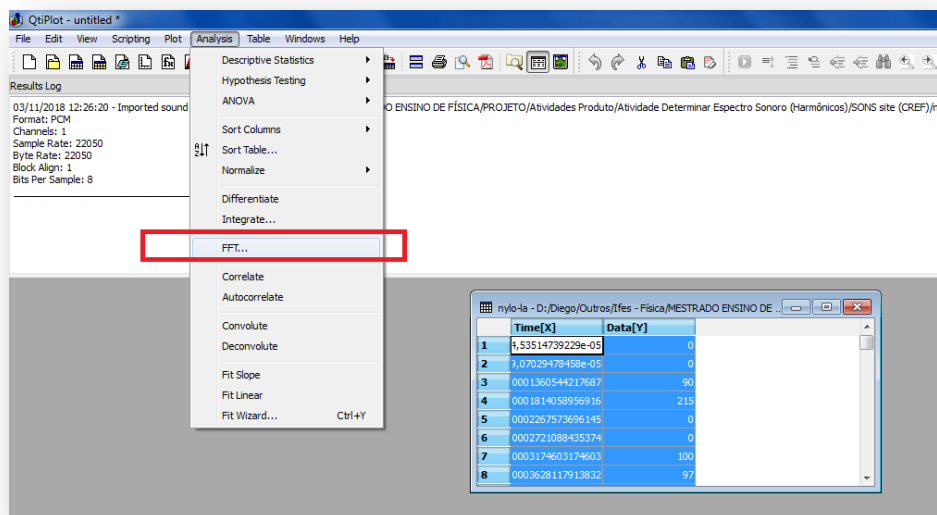 QtiPlot - untitled *
File Edit View Scripting Plot Analysis Table Windows Help
Results Log
03/11/2018 12:26:20 - Imported sound
DO ENSINO DE FÍSICA/PROJETO/Atividades Produto/Atividade Determinar Espectro Sonoro (Harmônicos)/SONS site (CREF)/n
Format: PCM
Channels: 1
Sample Rate: 22050
Byte Rate: 22050
Block Align: 1
Bits Per Sample: 8
Descriptive Statistics
Hypothesis Testing
ANOVA
Sort Columns
Sort Table...
Normalize
Differentiate
Integrate...
FFT...
Correlate
Autocorrelate
Convolute
Deconvolute
Fit Slope
Fit Linear
Fit Wizard... Ctrl+Y
nylo-la - D:/Diego/Outros/Ifes - Física/MESTRADO ENSINO DE ..
Time[X] Data[Y]
1 ,53514739229e-05 0
2 ,07029478458e-05 0
3 0001360544217687 90
4 0001814058956916 215
5 0002267573696145 0
6 0002721088435374 0
7 0003174603174603 100
8 0003628117913832 97